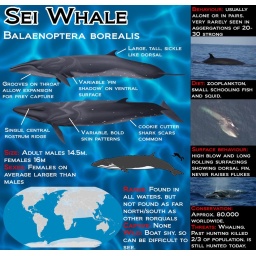 Sei Whale
Balaenoptera borealis
Large, tall sickle
like dorsal
Grooves on throat
allow expansion
for prey capture
Variable 'pin
shadow' on ventral
surface
Single, central
rostrum ridge
Variable, bold
skin patterns
Cookie cutter
shark scars
common
Size: Adult males 14.5m,
females 16m
Females on
average larger than
males
Range: Found in
all waters, but
not found as far
north/south as
other rorquals
Boat shy, so
can be difficult to
see.
Behaviour: usually
alone or in pairs,
very rarely seen in
aggregations of 20-
30 strong
Diet: zooplankton,
small schooling fish
and squid.
Surface behaviour:
high blow and long
rolling surfacings
showing dorsal fin,
never raises flukes
Conservation:
Approx. 80,000
worldwide.
Threats: Whaling.
Past hunting killed
2/3 of population, is
still hunted today.